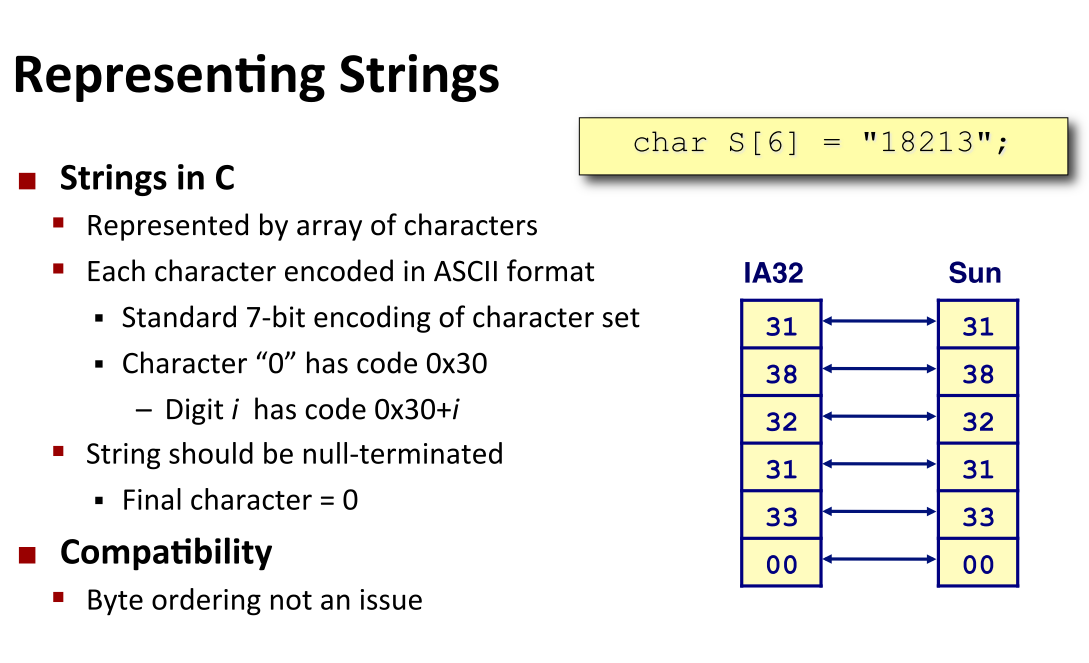 Representing Strings
char S[6] = "18213";
■ Strings in C
▪ Represented by array of characters
▪ Each character encoded in ASCII format
▪ Standard 7-bit encoding of character set
▪ Character “0” has code 0x30
– Digit i has code 0x30+i
▪ String should be null-terminated
▪ Final character = 0
■ Compatibility
▪ Byte ordering not an issue
IA32 Sun
31 31
38 38
32 32
31 31
33 33
00 00